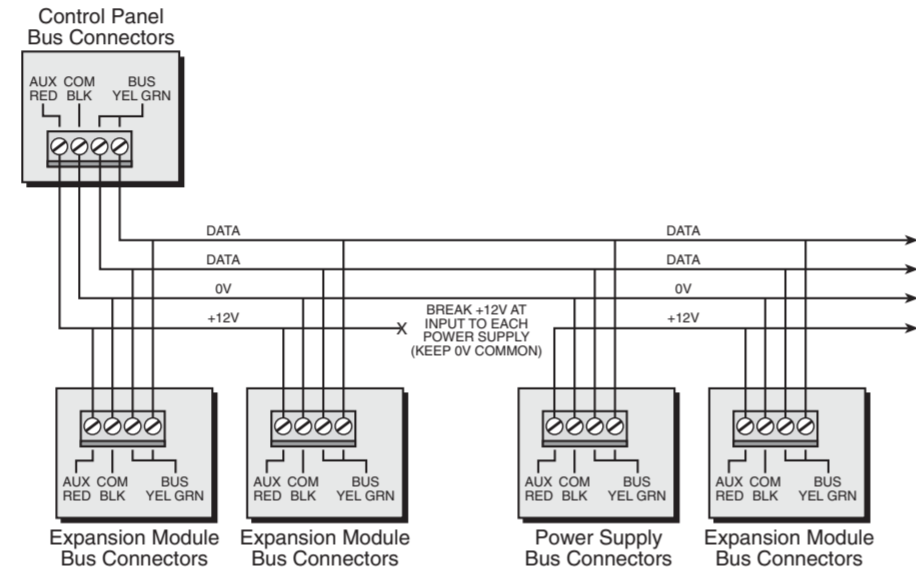 Control Panel
Bus Connectors
AUX COM BUS
RED BLK YEL GRN
DATA DATA
DATA DATA
0V 0V
+12V +12V
X
BREAK +12V AT
INPUT TO EACH
POWER SUPPLY
(KEEP 0V COMMON)
AUX COM BUS
RED BLK YEL GRN
Expansion Module
Bus Connectors
AUX COM BUS
RED BLK YEL GRN
Expansion Module
Bus Connectors
AUX COM BUS
RED BLK YEL GRN
Power Supply
Bus Connectors
AUX COM BUS
RED BLK YEL GRN
Expansion Module
Bus Connectors